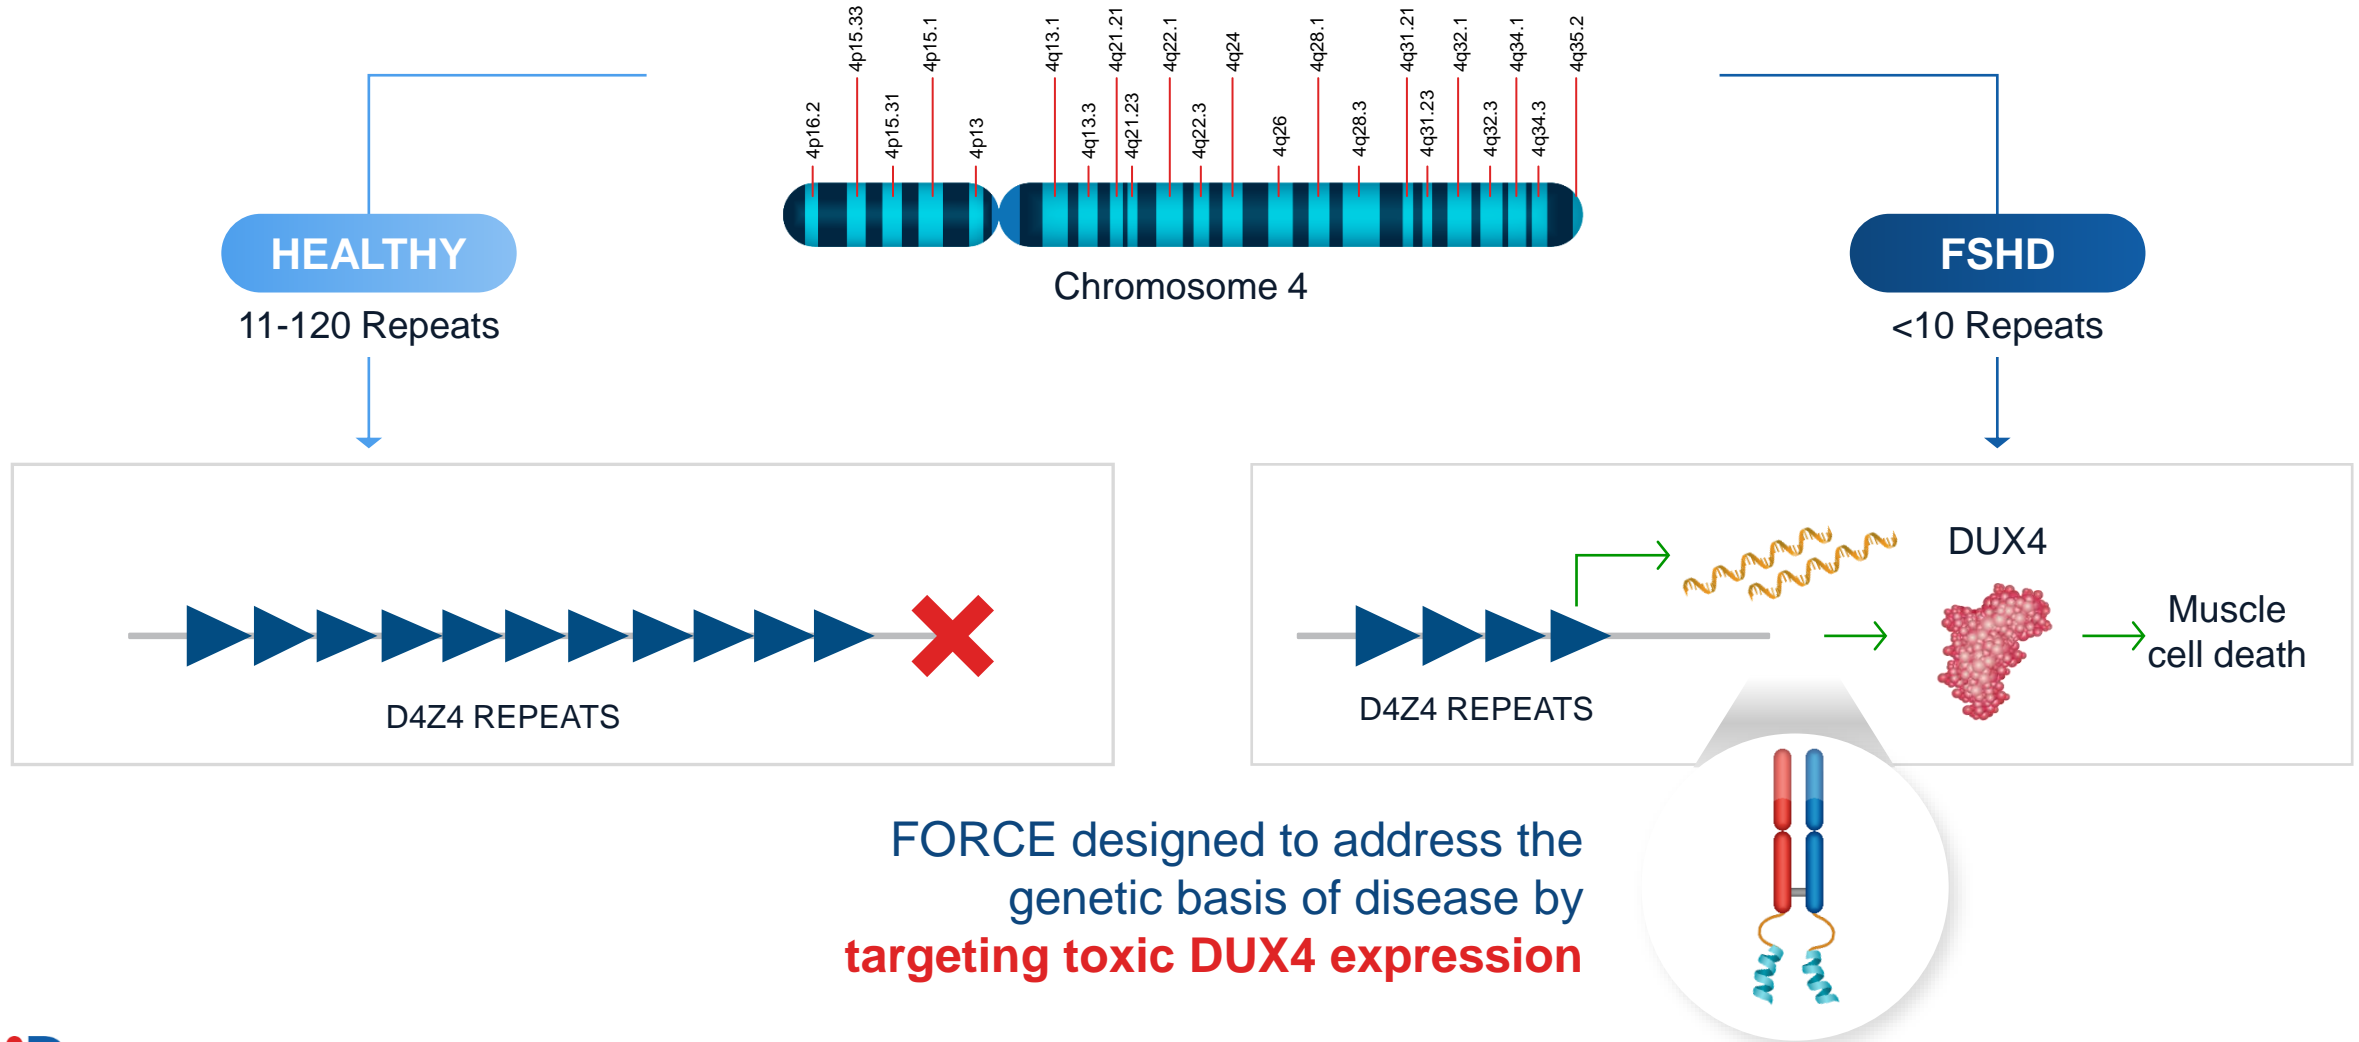 4p16.2
4p15.33
4p15.31
4p15.1
4p13
4q13.1
4q13.3
4q21.21
4q21.23
4q22.1
4q22.3
4q24
4q26
4q28.1
4q28.3
4q31.21
4q31.23
4q32.1
4q32.3
4q34.1
4q34.3
4q35.2
Chromosome 4
HEALTHY
11-120 Repeats
FSHD
<10 Repeats
D4Z4 REPEATS
DUX4
Muscle
cell death
D4Z4 REPEATS
FORCE designed to address the
genetic basis of disease by
targeting toxic DUX4 expression